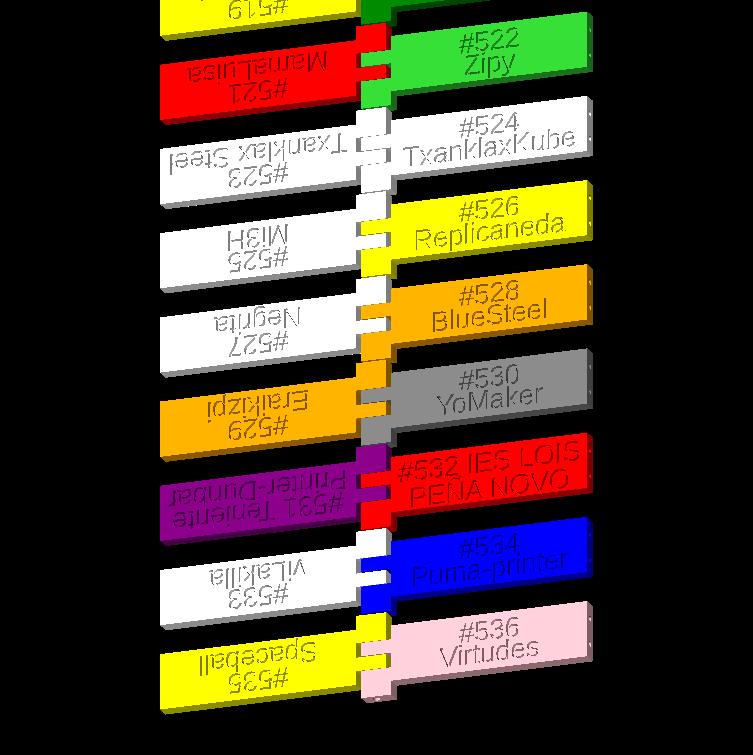 #519
#522
Zipy
#521
MamaLuisa
#524
TxanklaxKube
#523
Txanklax Steel
#526
Replicaneda
#525
Mi3H
#528
BlueSteel
#527
Negrita
#530
YoMaker
#529
Eraikizpi
#532 IES LOIS
PEÑA NOVO
#531 Teniente
Printer-Dunbar
#534
Puma-printer
#533
viLakilla
#536
Virtudes
#535
Spaceball